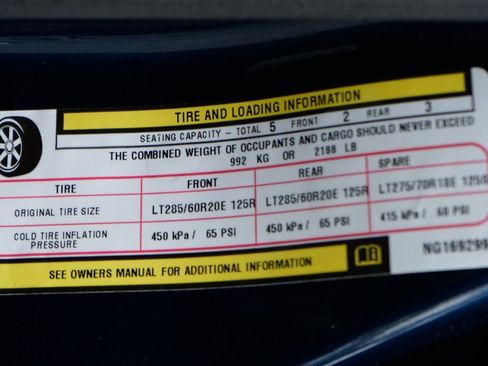 TIRE AND LOADING INFORMATION
SEATING CAPACITY - TOTAL 5 FRONT 2 REAR 3
THE COMBINED WEIGHT OF OCCUPANTS AND CARGO SHOULD NEVER EXCEED
992 KG OR 2188 LB
TIRE FRONT REAR SPARE
ORIGINAL TIRE SIZE LT285/60R20E 125R LT285/60R20E 125R LT275/70R18E
COLD TIRE INFLATION PRESSURE 450 kPa / 65 PSI 450 kPa / 65 PSI 415 kPa / 60 PSI
SEE OWNERS MANUAL FOR ADDITIONAL INFORMATION